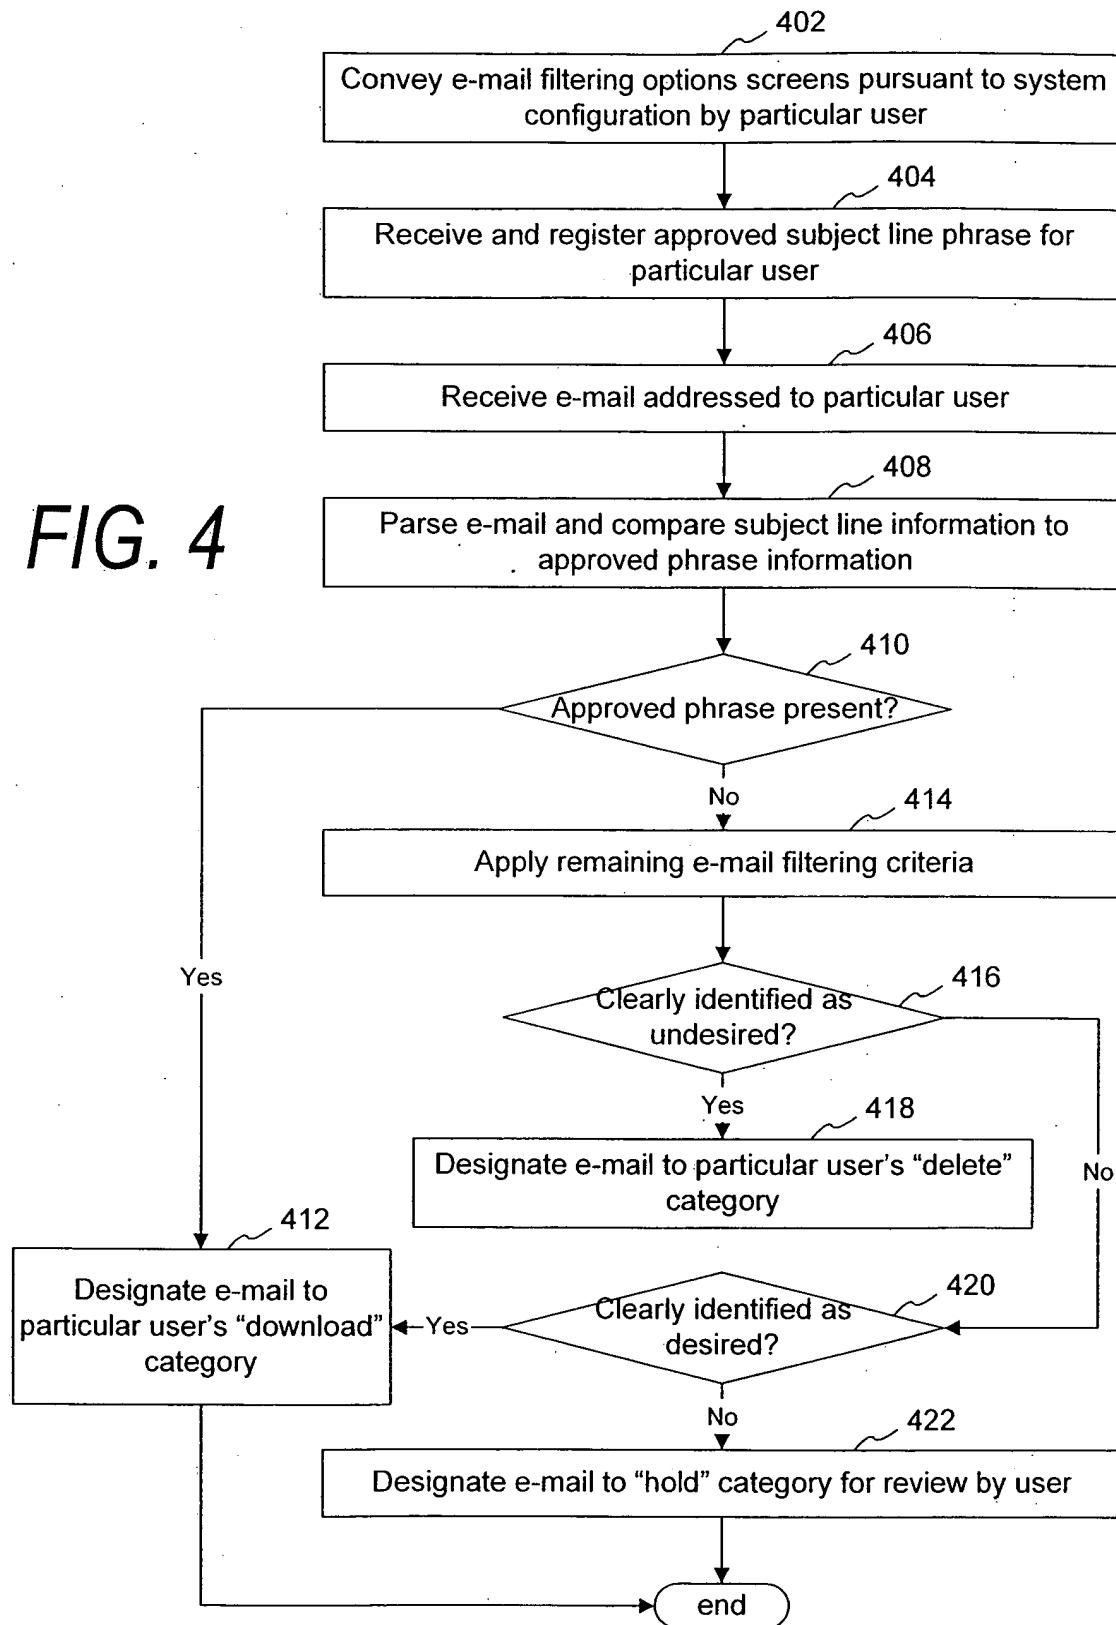 402
Convey e-mail filtering options screens pursuant to system
configuration by particular user
404
Receive and register approved subject line phrase for
particular user
406
Receive e-mail addressed to particular user
408
FIG. 4
Parse e-mail and compare subject line information to
approved phrase information
410
Approved phrase present?
No
414
Apply remaining e-mail filtering criteria
Yes
416
Clearly identified as
undesired?
Yes
418
Designate e-mail to particular user's “delete”
category
No
412
Designate e-mail to
particular user's “download”
category
420
Clearly identified as
desired?
Yes
No
422
Designate e-mail to “hold” category for review by user
end